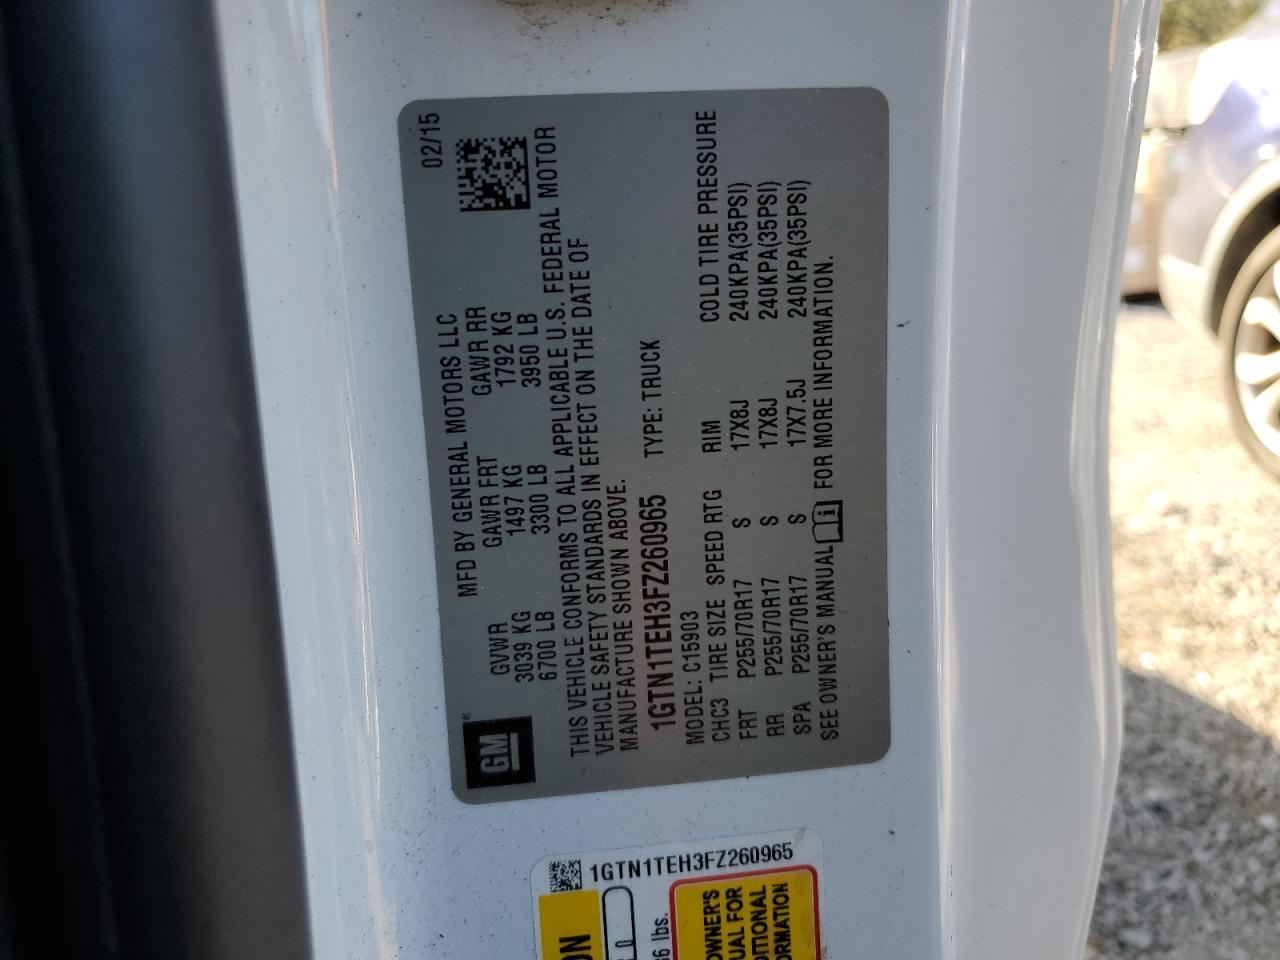 GM®
MFD BY GENERAL MOTORS LLC
02/15
GVWR GAWR FRT GAWR RR
3039 KG 1497 KG 1792 KG
6700 LB 3300 LB 3950 LB
THIS VEHICLE CONFORMS TO ALL APPLICABLE U.S. FEDERAL MOTOR
VEHICLE SAFETY STANDARDS IN EFFECT ON THE DATE OF
MANUFACTURE SHOWN ABOVE.
1GTN1TEH3FZ260965 TYPE: TRUCK
MODEL: C15903
CHC3 TIRE SIZE SPEED RTG RIM COLD TIRE PRESSURE
FRT P255/70R17 S 17X8J 240KPA(35PSI)
RR P255/70R17 S 17X8J 240KPA(35PSI)
SPA P255/70R17 S 17X7.5J 240KPA(35PSI)
SEE OWNER'S MANUAL FOR MORE INFORMATION.
1GTN1TEH3FZ260965
lbs.
OWNER'S
FOR